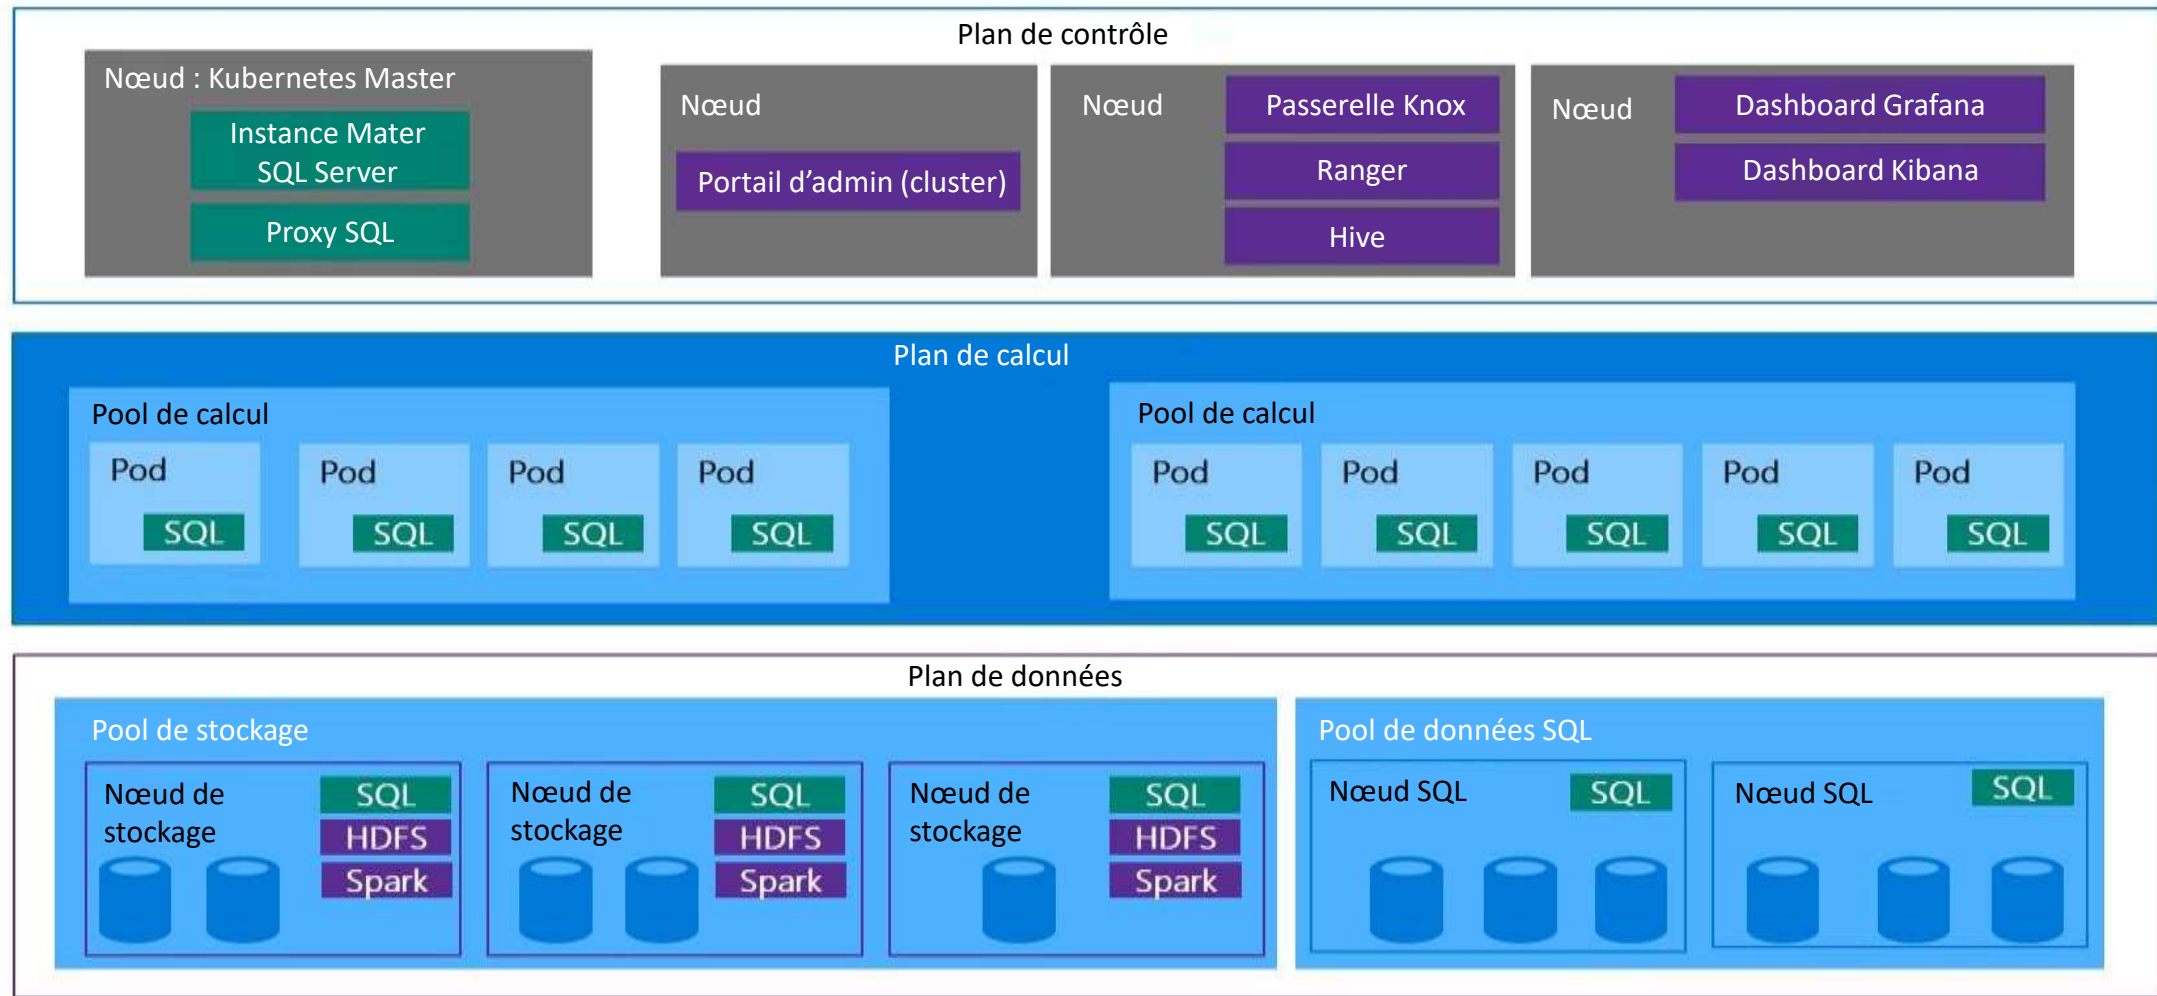 Plan de contrôle
Nœud : Kubernetes Master
Instance Mater
SQL Server
Proxy SQL
Nœud
Portail d'admin (cluster)
Nœud
Passerelle Knox
Ranger
Hive
Nœud
Dashboard Grafana
Dashboard Kibana
Plan de calcul
Pool de calcul
Pod
SQL
Pod
SQL
Pod
SQL
Pod
SQL
Pool de calcul
Pod
SQL
Pod
SQL
Pod
SQL
Pod
SQL
Pod
SQL
Plan de données
Pool de stockage
Nœud de
stockage
SQL
HDFS
Spark
Nœud de
stockage
SQL
HDFS
Spark
Nœud de
stockage
SQL
HDFS
Spark
Pool de données SQL
Nœud SQL
SQL
Nœud SQL
SQL